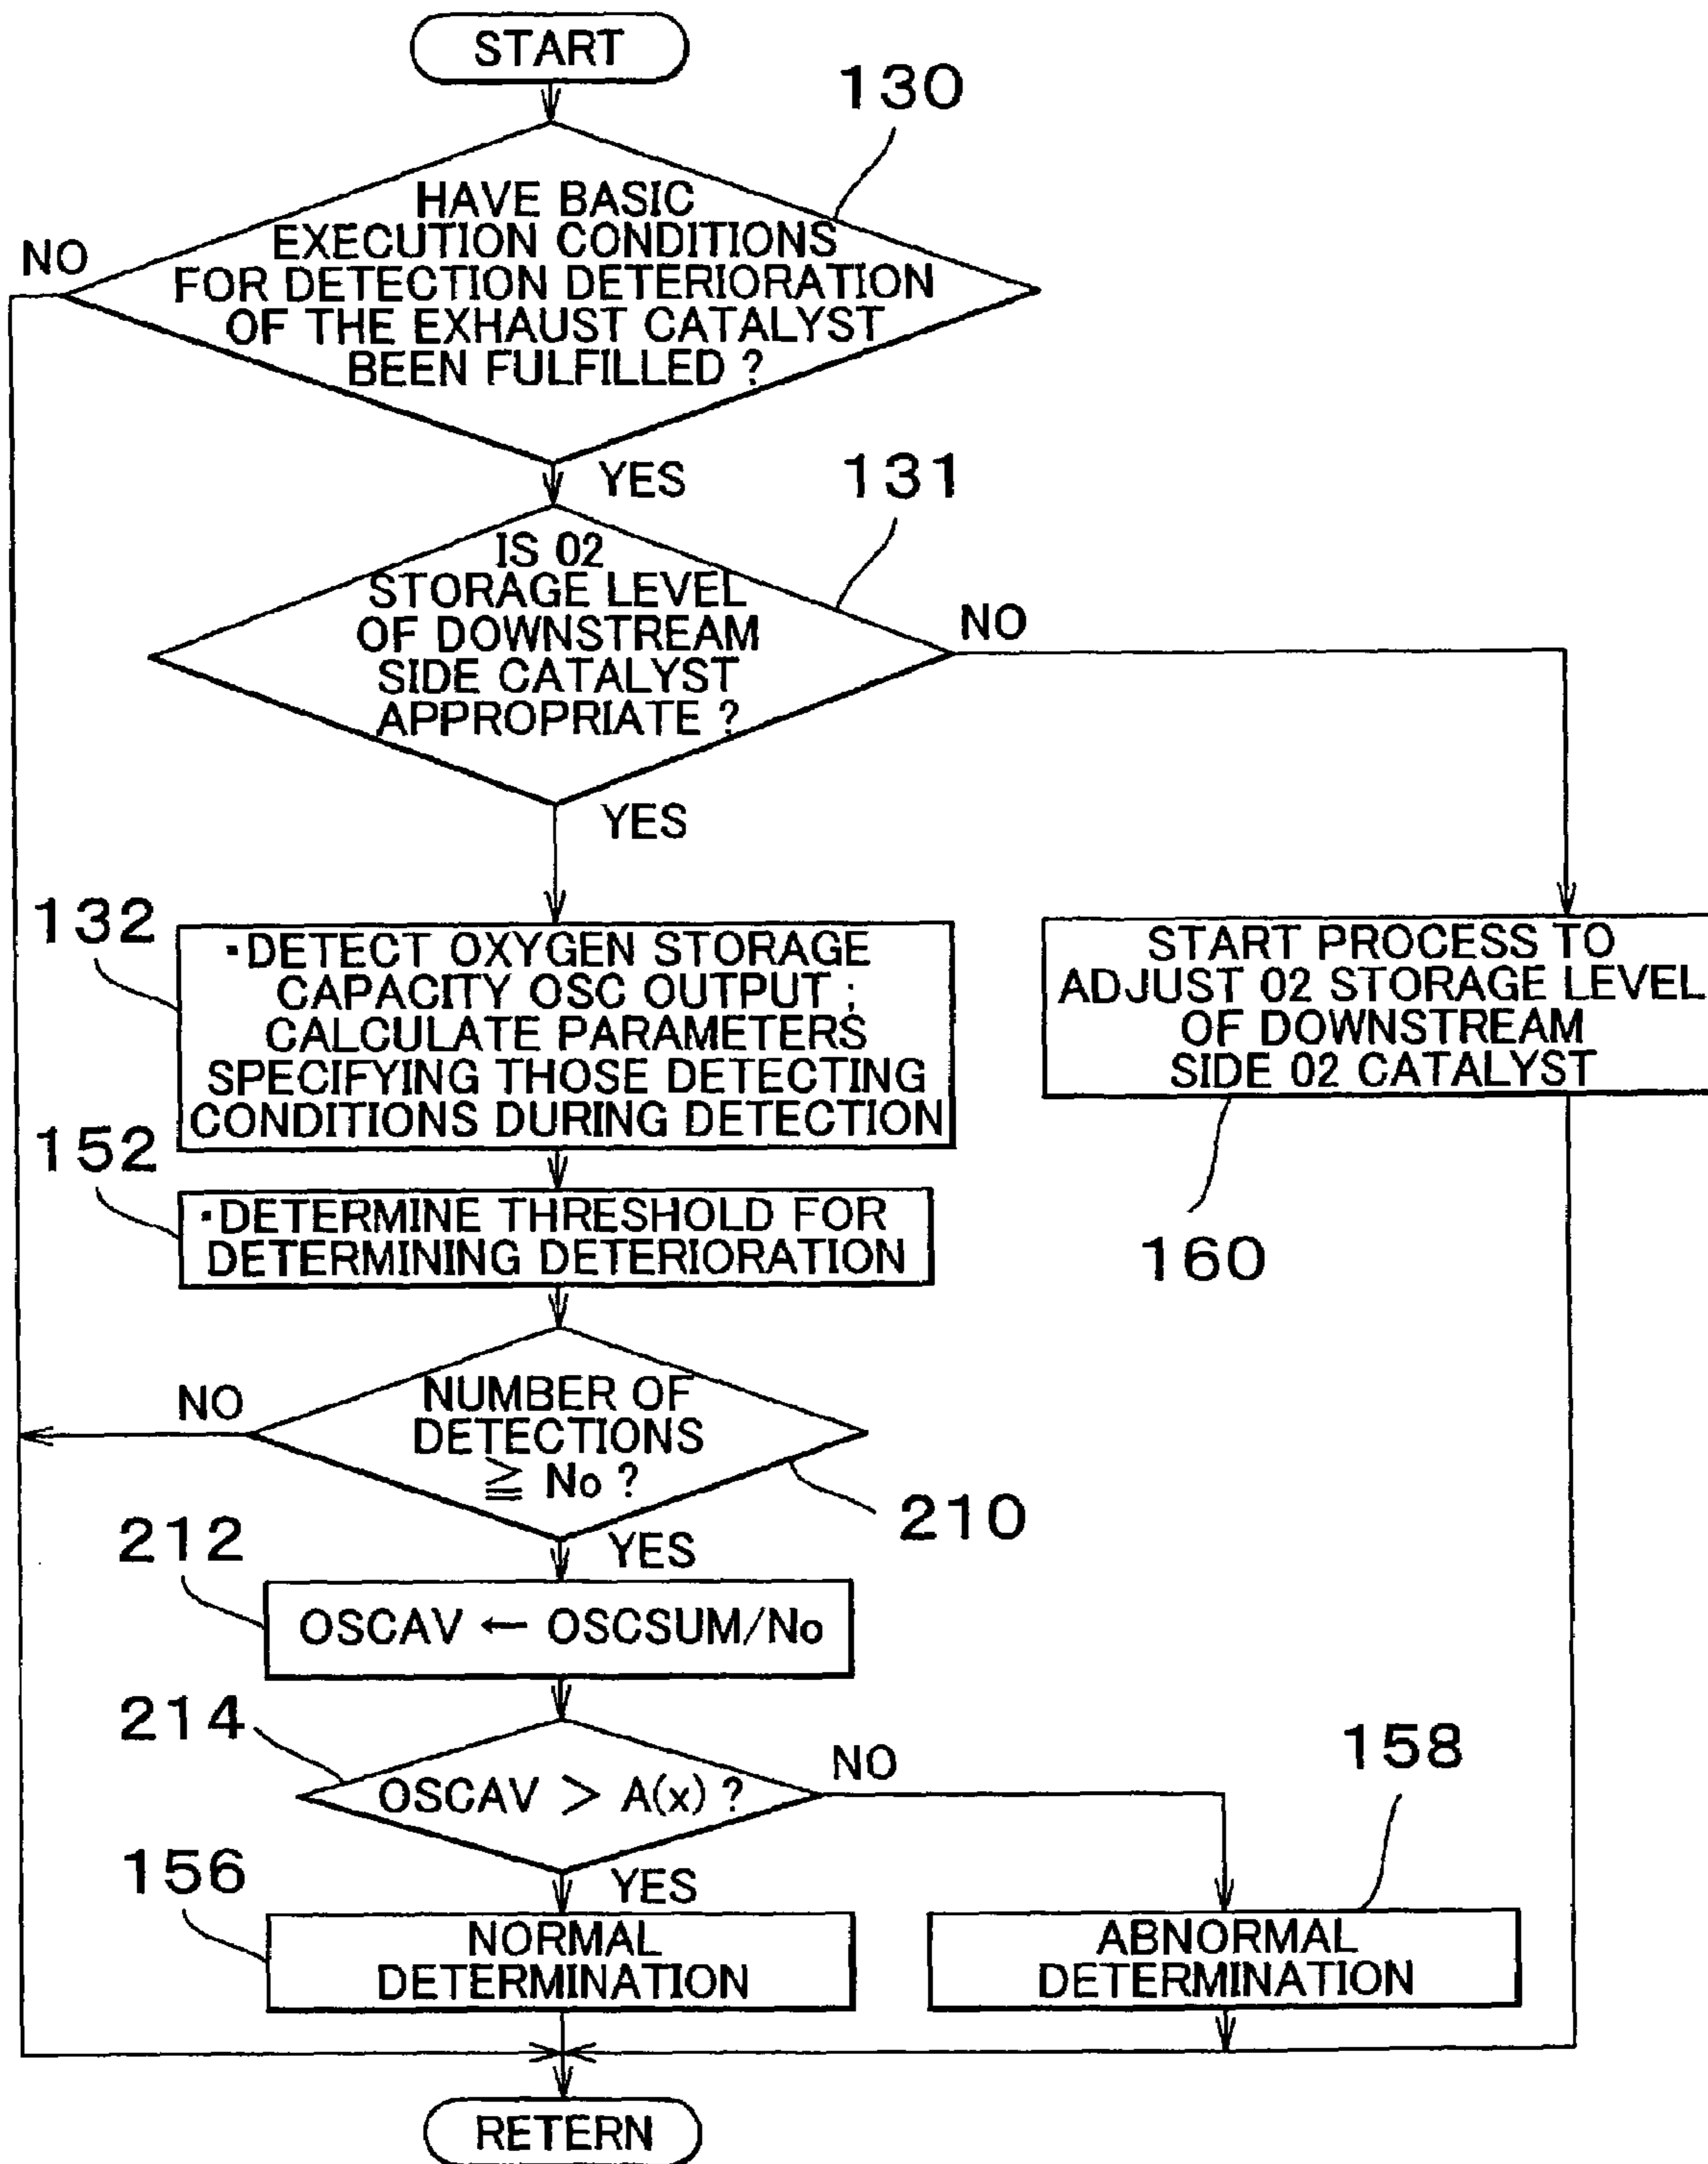 START
130
HAVE BASIC
EXECUTION CONDITIONS
FOR DETECTION DETERIORATION
OF THE EXHAUST CATALYST
BEEN FULFILLED ?
NO
YES
131
IS 02
STORAGE LEVEL
OF DOWNSTREAM
SIDE CATALYST
APPROPRIATE ?
NO
YES
132
·DETECT OXYGEN STORAGE
CAPACITY OSC OUTPUT ;
CALCULATE PARAMETERS
SPECIFYING THOSE DETECTING
CONDITIONS DURING DETECTION
START PROCESS TO
ADJUST 02 STORAGE LEVEL
OF DOWNSTREAM
SIDE 02 CATALYST
160
152
·DETERMINE THRESHOLD FOR
DETERMINING DETERIORATION
NO
NUMBER OF
DETECTIONS
≧ No ?
210
YES
212
OSCAV ← OSCSUM/No
214
OSCAV > A(x) ?
NO
158
YES
156
NORMAL
DETERMINATION
ABNORMAL
DETERMINATION
RETERN